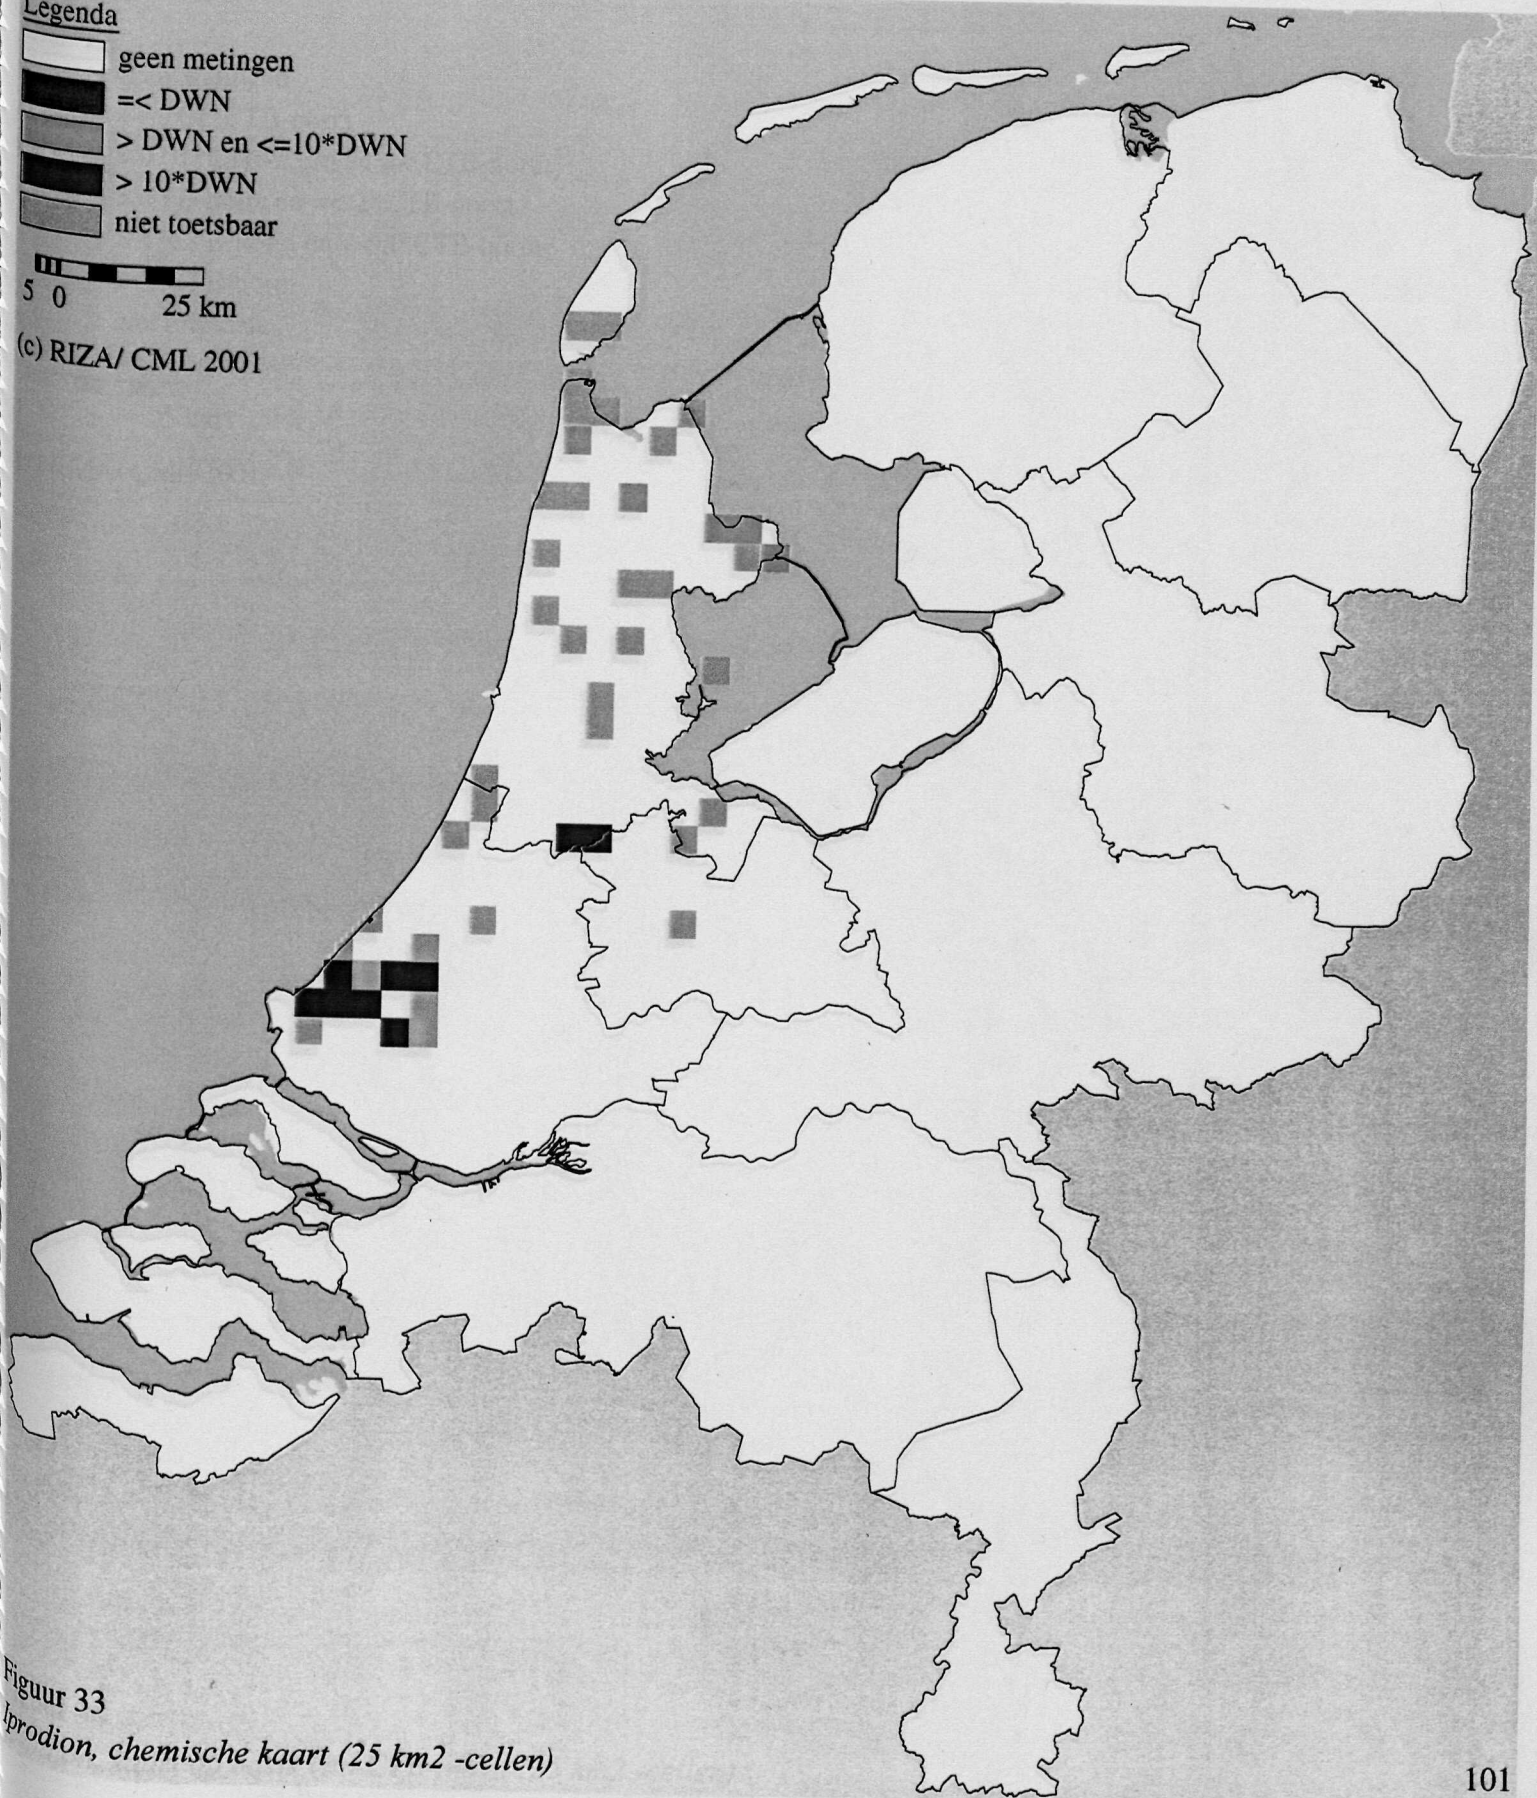 Legenda
geen metingen
=< DWN
> DWN en <=10*DWN
> 10*DWN
niet toetsbaar
5 0 25 km
(c) RIZA/ CML 2001
Figuur 33
Iprodion, chemische kaart (25 km2 -cellen)
101